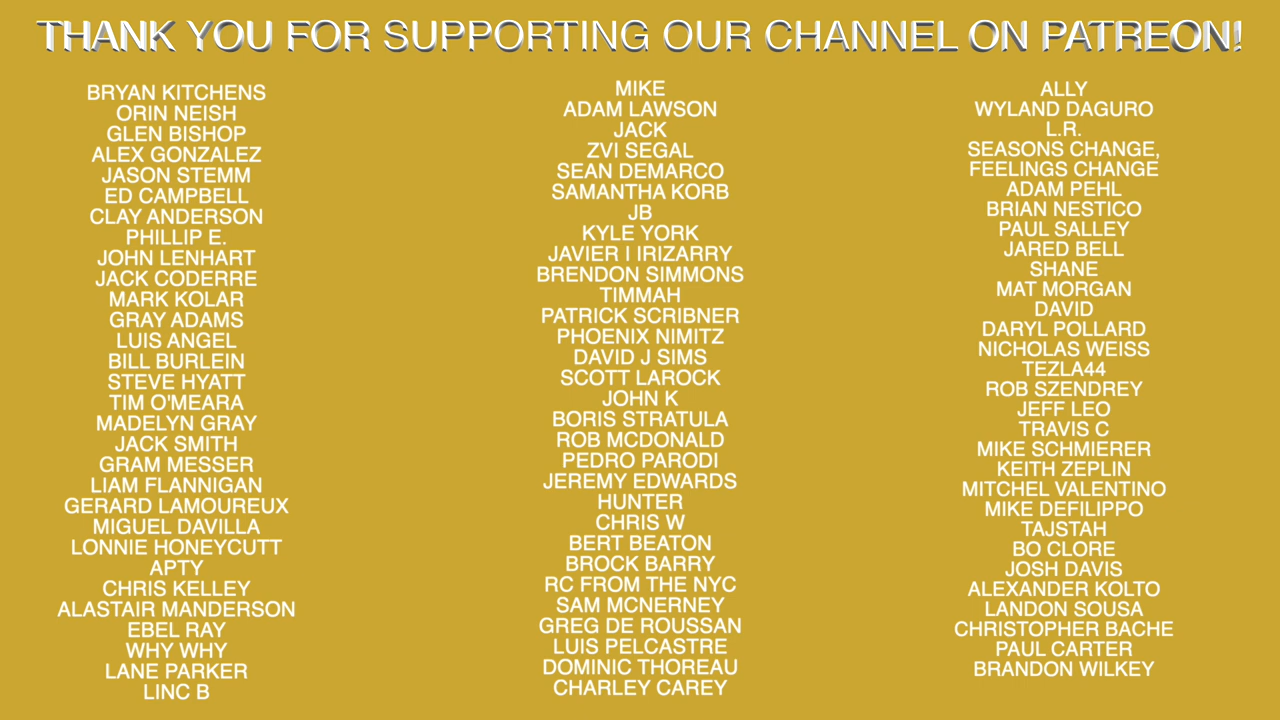 THANK YOU FOR SUPPORTING OUR CHANNEL ON PATREON!
BRYAN KITCHENS
ORIN NEISH
GLEN BISHOP
ALEX GONZALEZ
JASON STEMM
ED CAMPBELL
CLAY ANDERSON
PHILLIP E.
JOHN LENHART
JACK CODERRE
MARK KOLAR
GRAY ADAMS
LUIS ANGEL
BILL BURLEIN
STEVE HYATT
TIM O'MEARA
MADELYN GRAY
JACK SMITH
GRAM MESSER
LIAM FLANNIGAN
GERARD LAMOUREUX
MIGUEL DAVILLA
LONNIE HONEYCUTT
APTY
CHRIS KELLEY
ALASTAIR MANDERSON
EBEL RAY
WHY WHY
LANE PARKER
LINC B
MIKE
ADAM LAWSON
JACK
ZVI SEGAL
SEAN DEMARCO
SAMANTHA KORB
JB
KYLE YORK
JAVIER I IRIZARRY
BRENDON SIMMONS
TIMMAH
PATRICK SCRIBNER
PHOENIX NIMITZ
DAVID J SIMS
SCOTT LAROCK
JOHN K
BORIS STRATULA
ROB MCDONALD
PEDRO PARODI
JEREMY EDWARDS
HUNTER
CHRIS W
BERT BEATON
BROCK BARRY
RC FROM THE NYC
SAM MCNERNEY
GREG DE ROUSSAN
LUIS PELCASTRE
DOMINIC THOREAU
CHARLEY CAREY
ALLY
WYLAND DAGURO
L.R.
SEASONS CHANGE,
FEELINGS CHANGE
ADAM PEHL
BRIAN NESTICO
PAUL SALLEY
JARED BELL
SHANE
MAT MORGAN
DAVID
DARYL POLLARD
NICHOLAS WEISS
TEZLA44
ROB SZENDREY
JEFF LEO
TRAVIS C
MIKE SCHMIERER
KEITH ZEPLIN
MITCHEL VALENTINO
MIKE DEFILIPPO
TAJSTAH
BO CLORE
JOSH DAVIS
ALEXANDER KOLTO
LANDON SOUSA
CHRISTOPHER BACHE
PAUL CARTER
BRANDON WILKEY